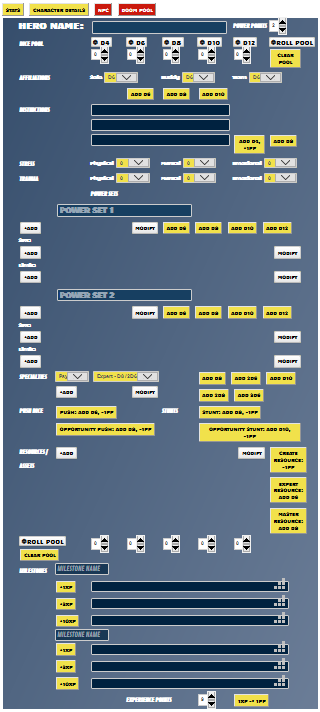 STATS CHARACTER DETAILS NPC DOOM POOL
HERO NAME: POWER POINTS
DICE POOL D4 D6 D8 D10 D12 ROLL POOL
0 0 0 0 0 CLEAR POOL
AFFILIATIONS Solo D6 Buddy D6 Team D6
ADD D6 ADD D8 ADD D10
DISTINCTIONS
ADD D4, +1PP ADD D8
STRESS Physical 0 Mental 0 Emotional 0
TRAUMA Physical 0 Mental 0 Emotional 0
POWER SETS
POWER SET 1
+ADD MODIFY ADD D6 ADD D8 ADD D10 ADD D12
+ADD MODIFY
+ADD MODIFY
POWER SET 2
+ADD MODIFY ADD D6 ADD D8 ADD D10 ADD D12
+ADD MODIFY
+ADD MODIFY
SPECIALTIES Expert - D8 /2D6 ADD D8 ADD 2D6 ADD D10
+ADD MODIFY ADD 2D8 ADD 3D6
PUSH DICE PUSH: ADD D6, -1PP STUNTS STUNT: ADD D8, -1PP
OPPORTUNITY PUSH: ADD D8, -1PP OPPORTUNITY STUNT: ADD D10, -1PP
RESOURCES / ASSETS +ADD MODIFY CREATE RESOURCE: -1PP
EXPERT RESOURCE: ADD D6
MASTER RESOURCE: ADD D8
ROLL POOL 0 0 0 0 0
CLEAR POOL
MILESTONES MILESTONE NAME
+1XP
+3XP
+10XP
MILESTONE NAME
+1XP
+3XP
+10XP
EXPERIENCE POINTS 1XP -> 1PP